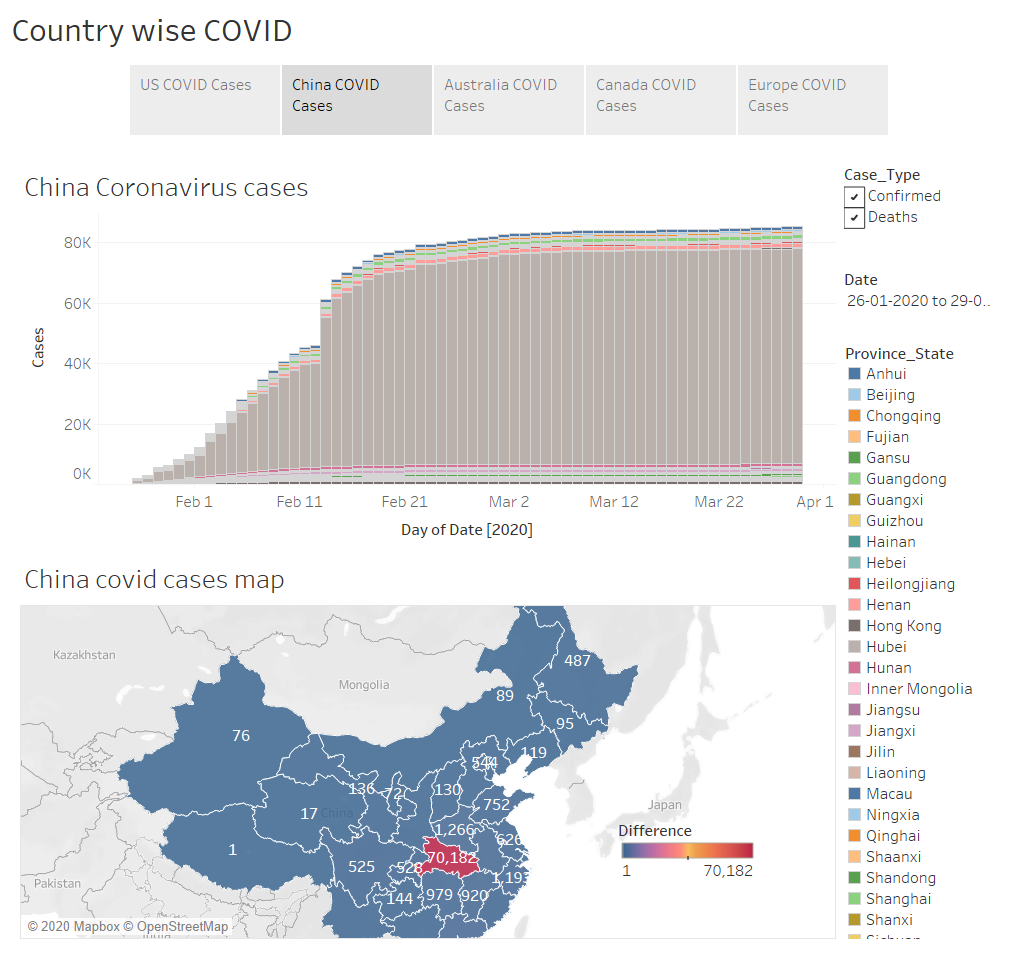 Country wise COVID
US COVID Cases
China COVID
Cases
Australia COVID
Cases
Canada COVID
Cases
Europe COVID
Cases
China Coronavirus cases
80K
60K
40K
20K
0K
Cases
Feb 1
Feb 11
Feb 21
Mar 2
Mar 12
Mar 22
Apr 1
Day of Date [2020]
Case_Type
Confirmed
Deaths
Date
26-01-2020 to 29-0..
Province_State
Anhui
Beijing
Chongqing
Fujian
Gansu
Guangdong
Guangxi
Guizhou
Hainan
Hebei
Heilongjiang
Henan
Hong Kong
Hubei
Hunan
Inner Mongolia
Jiangsu
Jiangxi
Jilin
Liaoning
Macau
Ningxia
Qinghai
Shaanxi
Shandong
Shanghai
Shanxi
China covid cases map
Kazakhstan
Mongolia
487
89
76
95
119
544
136
72
130
752
17 China
Japan
1,266
626
1
525
528
70,182
1,193
Pakistan
144
979
920
India
Difference
1
70,182
© 2020 Mapbox © OpenStreetMap